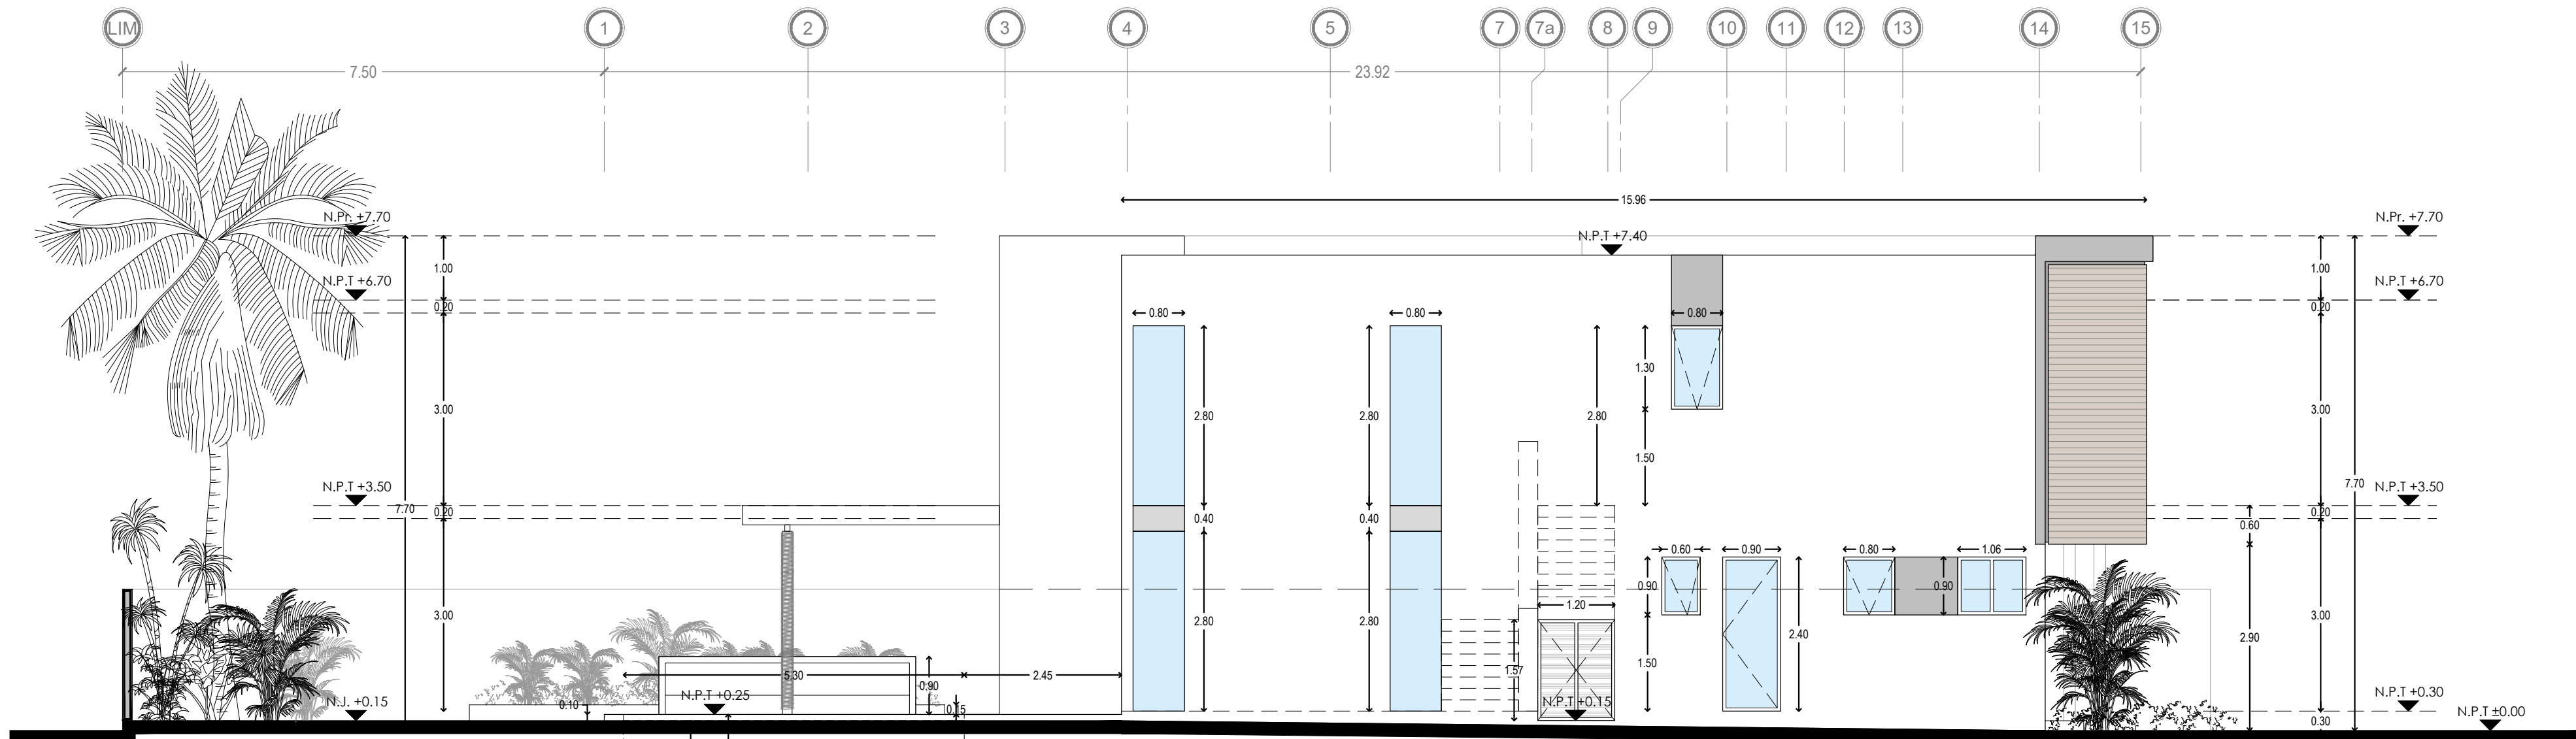 LIM 1 2 3 4 5 7 7a 8 9 10 11 12 13 14 15
7.50 23.92
15.96
N.Pr. +7.70 N.Pr. +7.70
N.P.T +7.40
1.00 1.00
N.P.T +6.70 N.P.T +6.70
0.20 0.20
0.80 0.80 0.80
1.30
3.00 2.80 2.80 2.80 3.00
1.50
N.P.T +3.50 7.70 N.P.T +3.50
7.70 0.20 0.40 0.40 0.20
0.60
0.60 0.90 0.80 1.06
0.90 0.90
1.20
3.00 2.80 2.80 3.00
2.40 2.90
1.50
5.30 2.45 1.57
0.90
N.P.T +0.25 N.P.T +0.30
N.J. +0.15 0.10 0.15 N.P.T +0.15
N.P.T ±0.00
0.30